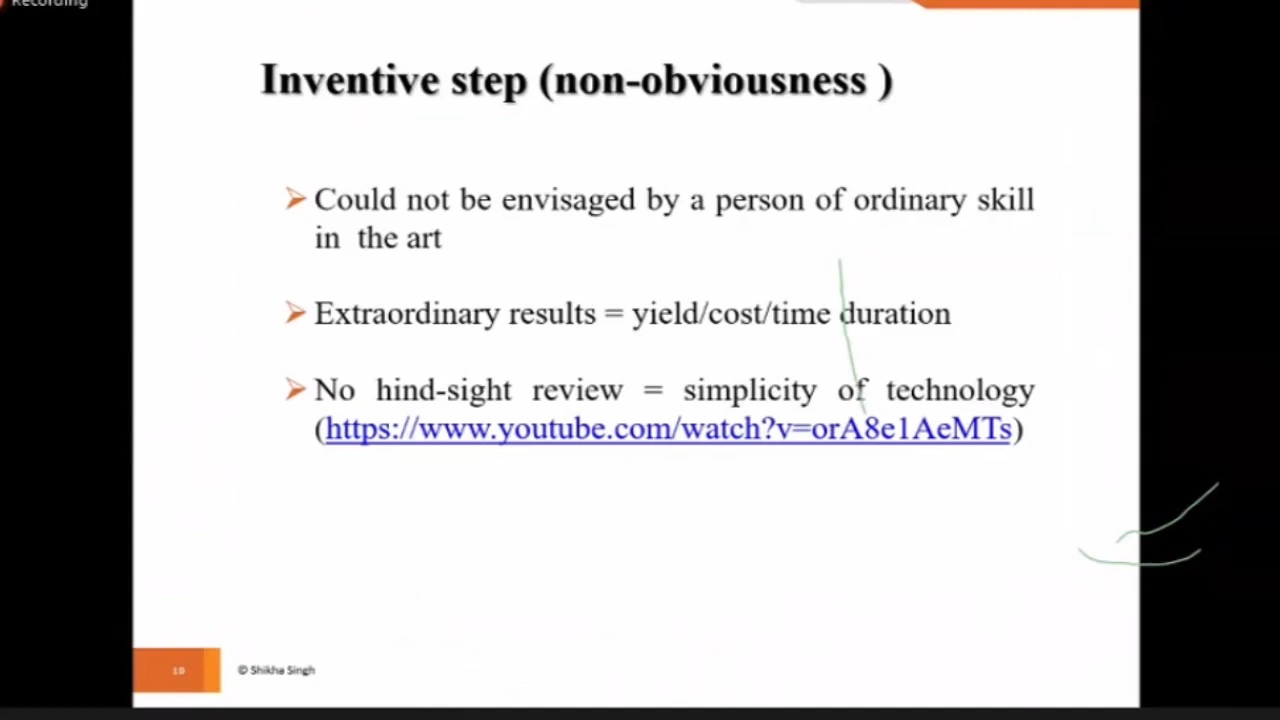 Recording
Inventive step (non-obviousness )
Could not be envisaged by a person of ordinary skill
in the art
Extraordinary results = yield/cost/time duration
No hind-sight review = simplicity of technology
(https://www.youtube.com/watch?v=orA8e1AeMTs)
10
© Shikha Singh